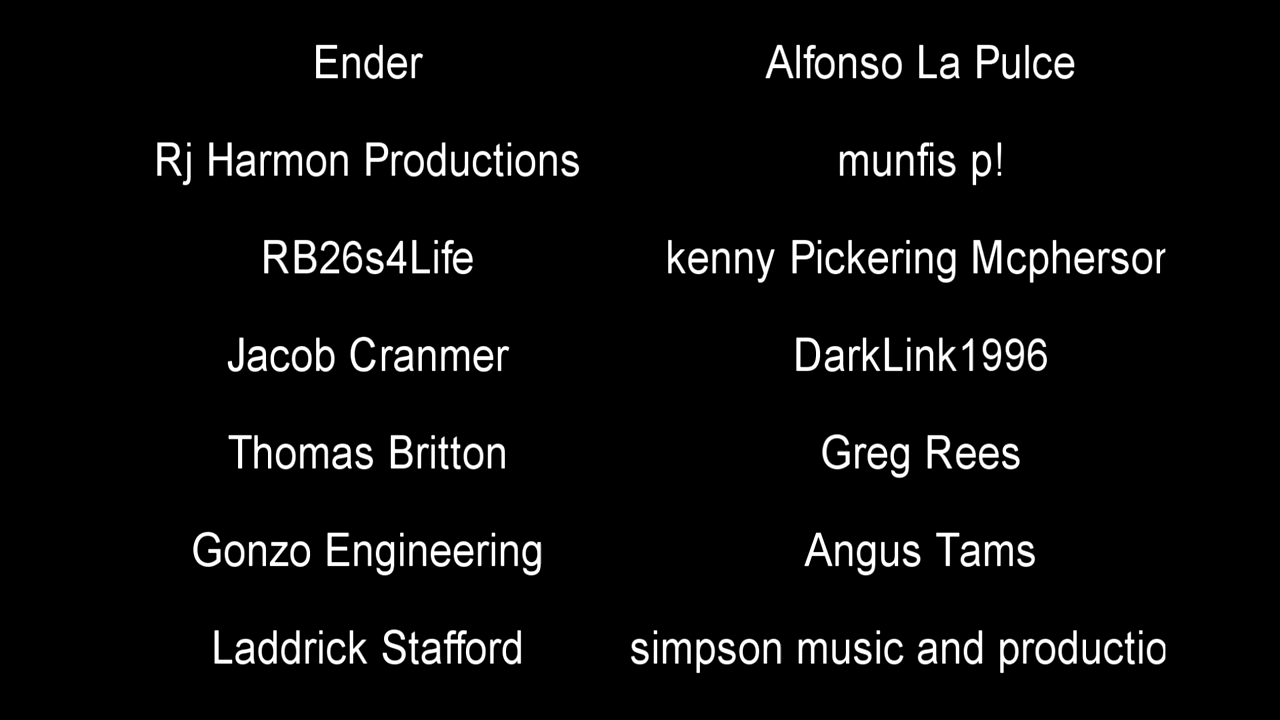 Ender
Alfonso La Pulce
Rj Harmon Productions
munfis p!
RB26s4Life
kenny Pickering Mcpherson
Jacob Cranmer
DarkLink1996
Thomas Britton
Greg Rees
Gonzo Engineering
Angus Tams
Laddrick Stafford
simpson music and productio